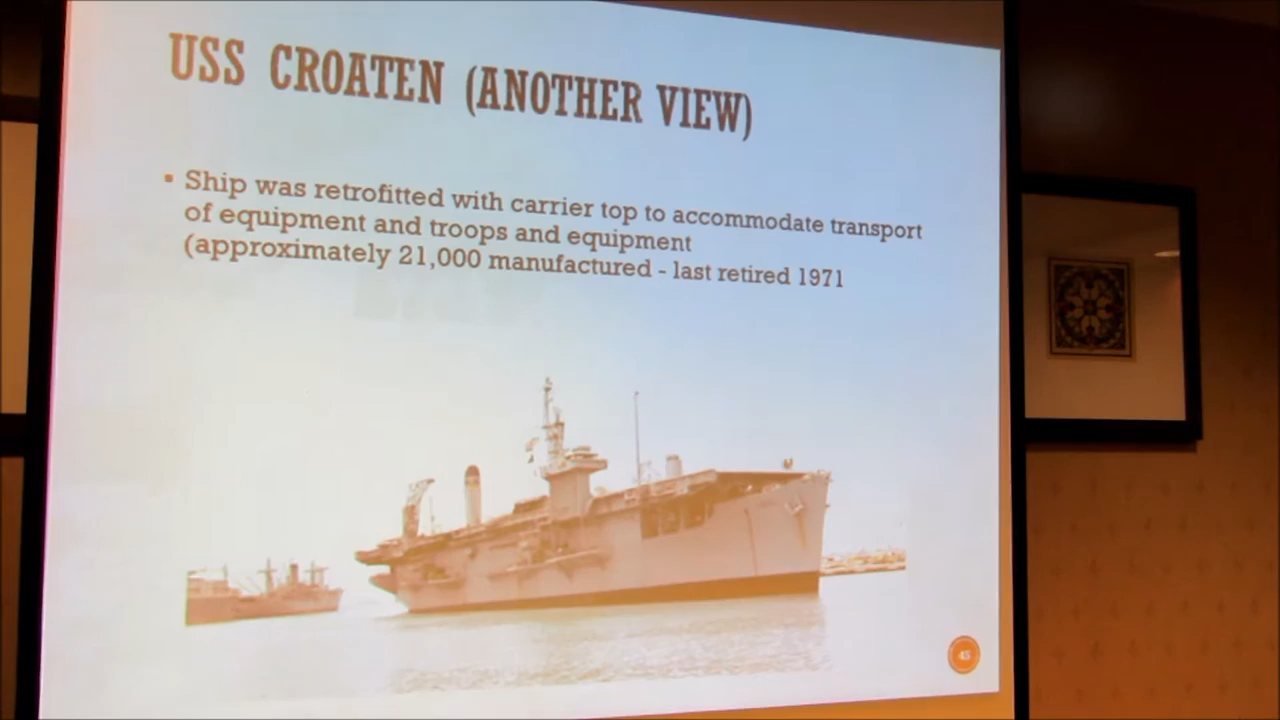 USS CROATEN (ANOTHER VIEW)
▪ Ship was retrofitted with carrier top to accommodate transport
of equipment and troops and equipment
(approximately 21,000 manufactured - last retired 1971
45